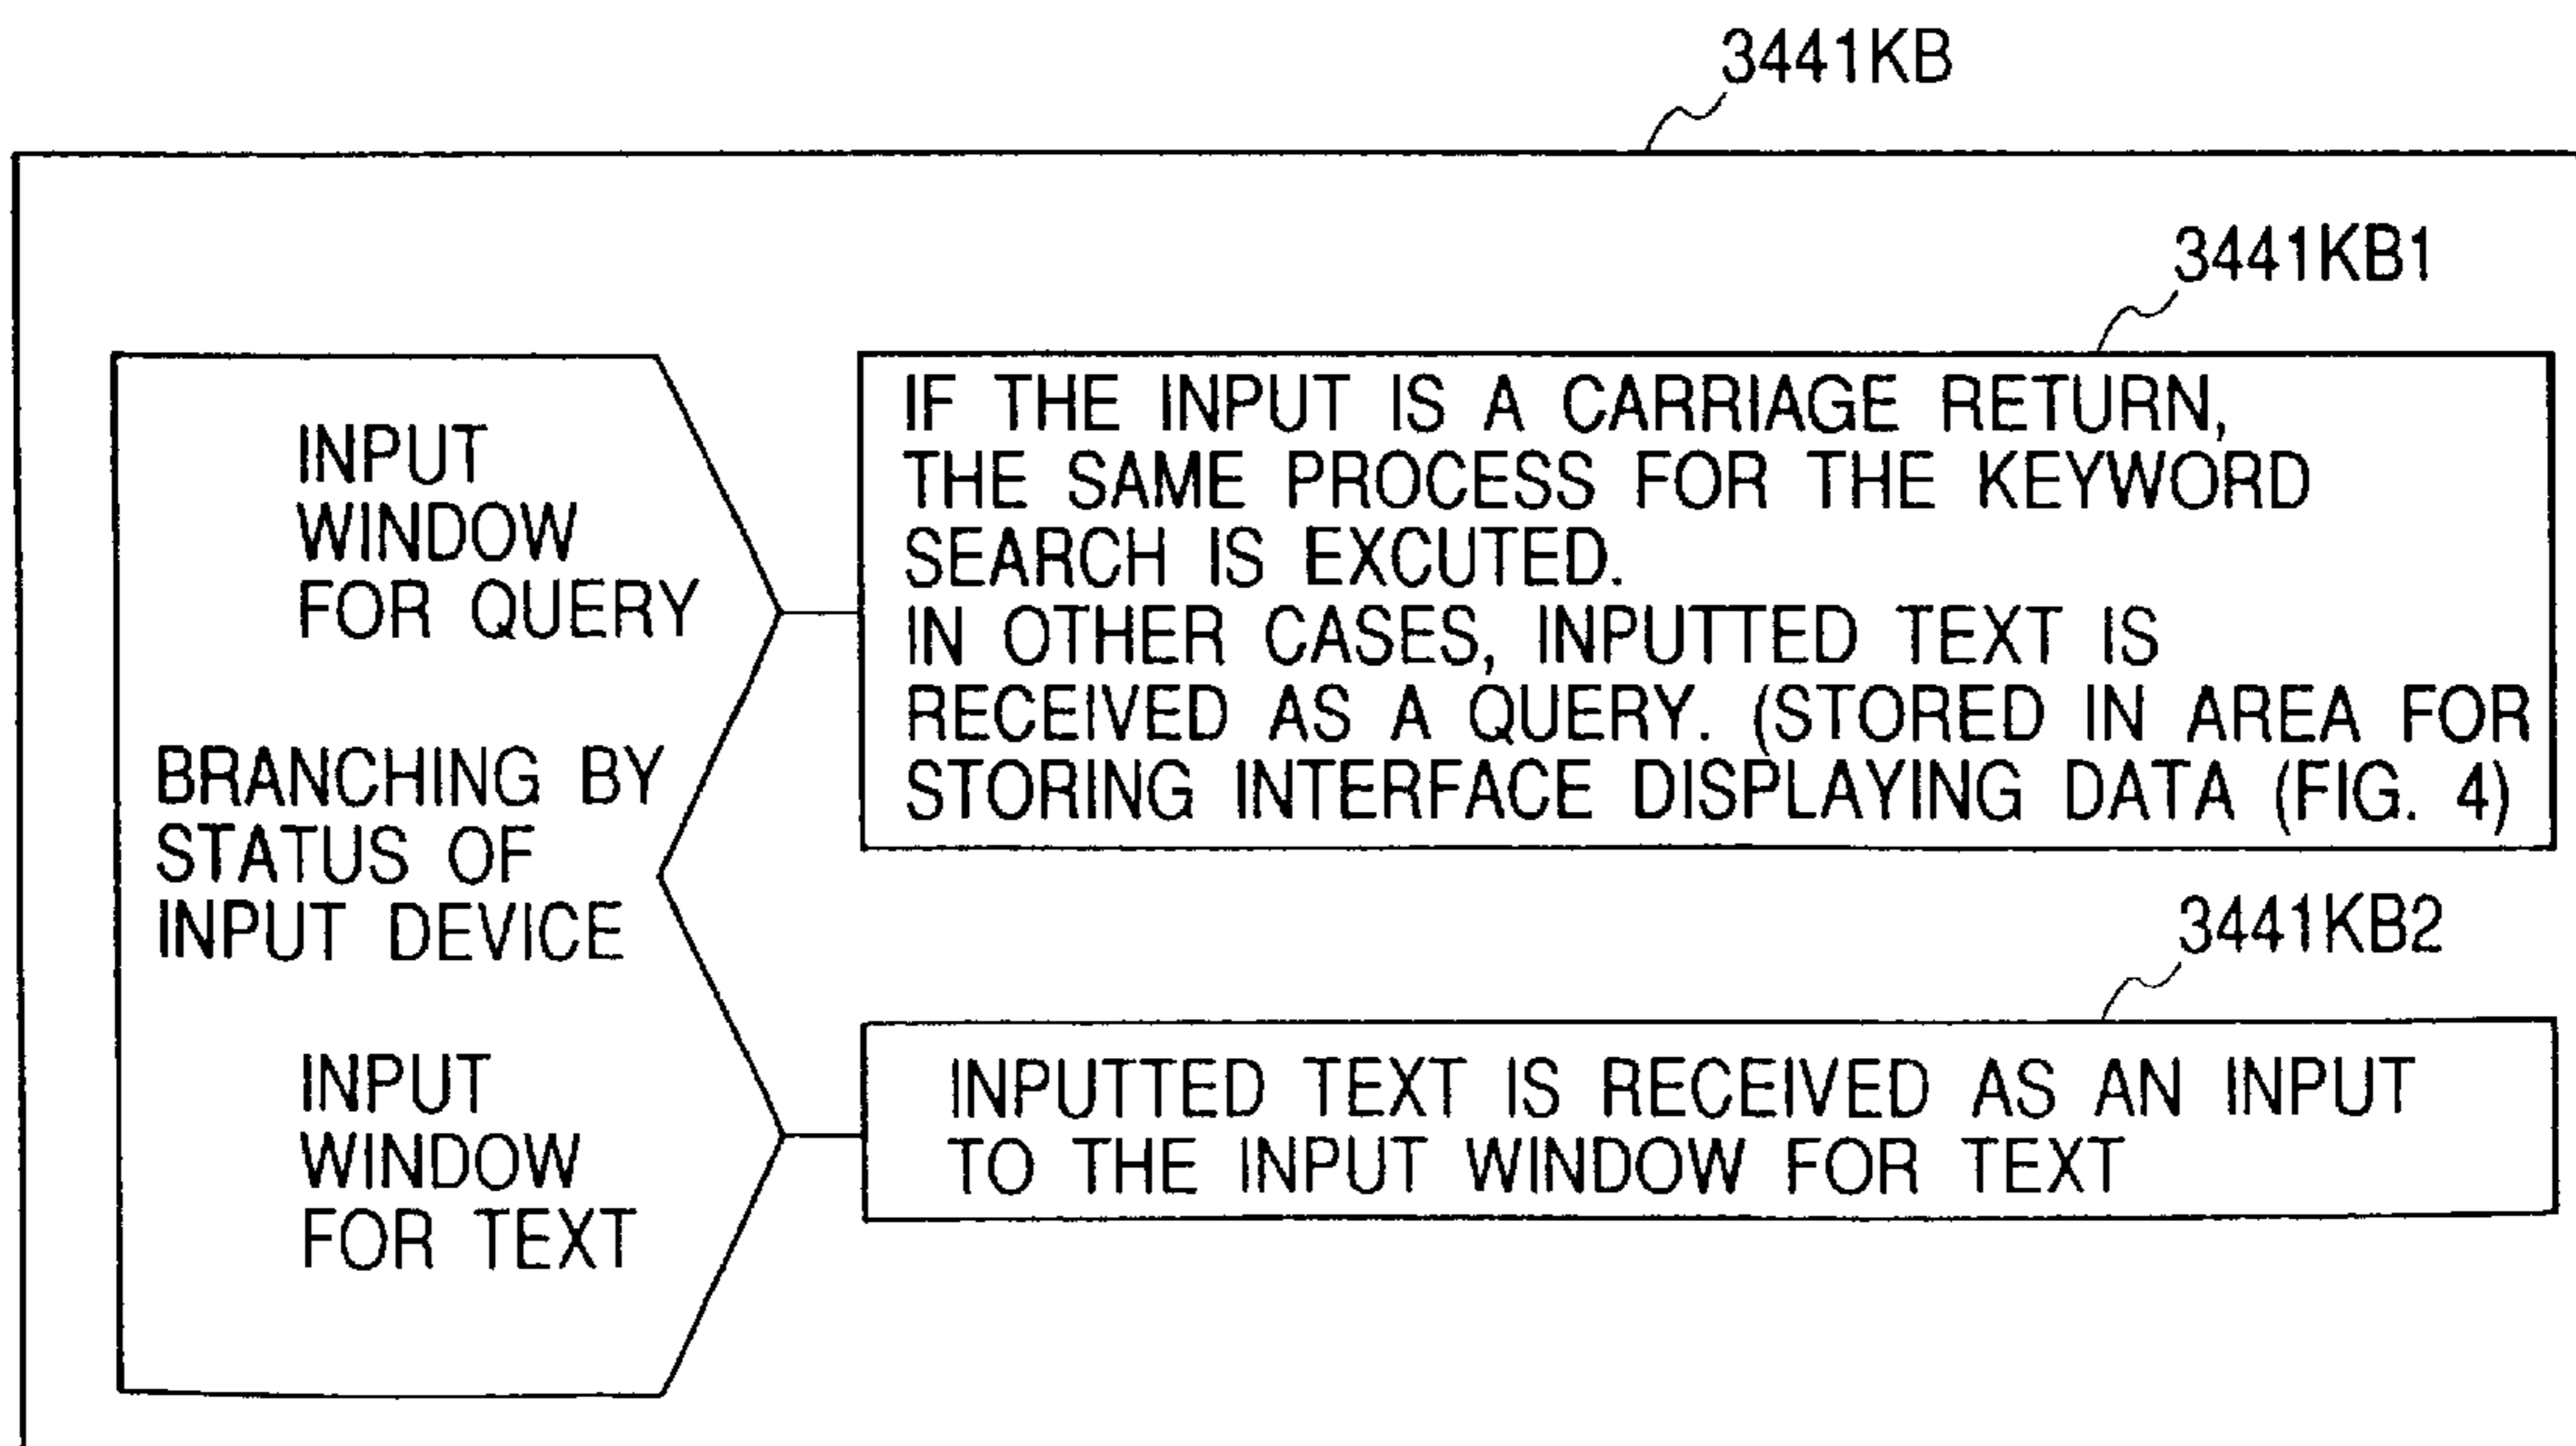 3441KB
3441KB1
INPUT
WINDOW
FOR QUERY
BRANCHING BY
STATUS OF
INPUT DEVICE
INPUT
WINDOW
FOR TEXT
IF THE INPUT IS A CARRIAGE RETURN,
THE SAME PROCESS FOR THE KEYWORD
SEARCH IS EXCUTED.
IN OTHER CASES, INPUTTED TEXT IS
RECEIVED AS A QUERY. (STORED IN AREA FOR
STORING INTERFACE DISPLAYING DATA (FIG. 4)
3441KB2
INPUTTED TEXT IS RECEIVED AS AN INPUT
TO THE INPUT WINDOW FOR TEXT